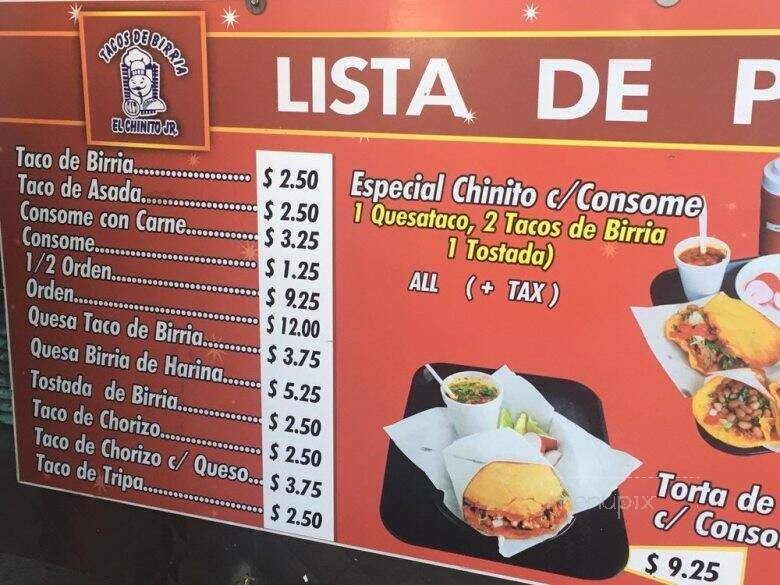 TACOS DE BIRRIA
EL CHINITO JR.
LISTA DE P
Taco de Birria.................... $ 2.50
Taco de Asada.................... $ 2.50
Consome con Carne....... $ 3.25
Consome........................... $ 1.25
1/2 Orden......................... $ 9.25
Orden................................ $ 12.00
Quesa Taco de Birria......... $ 3.75
Quesa Birria de Harina...... $ 5.25
Tostada de Birria.............. $ 2.50
Taco de Chorizo................ $ 2.50
Taco de Chorizo c/ Queso... $ 3.75
Taco de Tripa.................... $ 2.50
Especial Chinito c/Consome
1 Quesataco, 2 Tacos de Birria
1 Tostada)
ALL (+ TAX)
menupix
Torta de
c/ Conso
$ 9.25